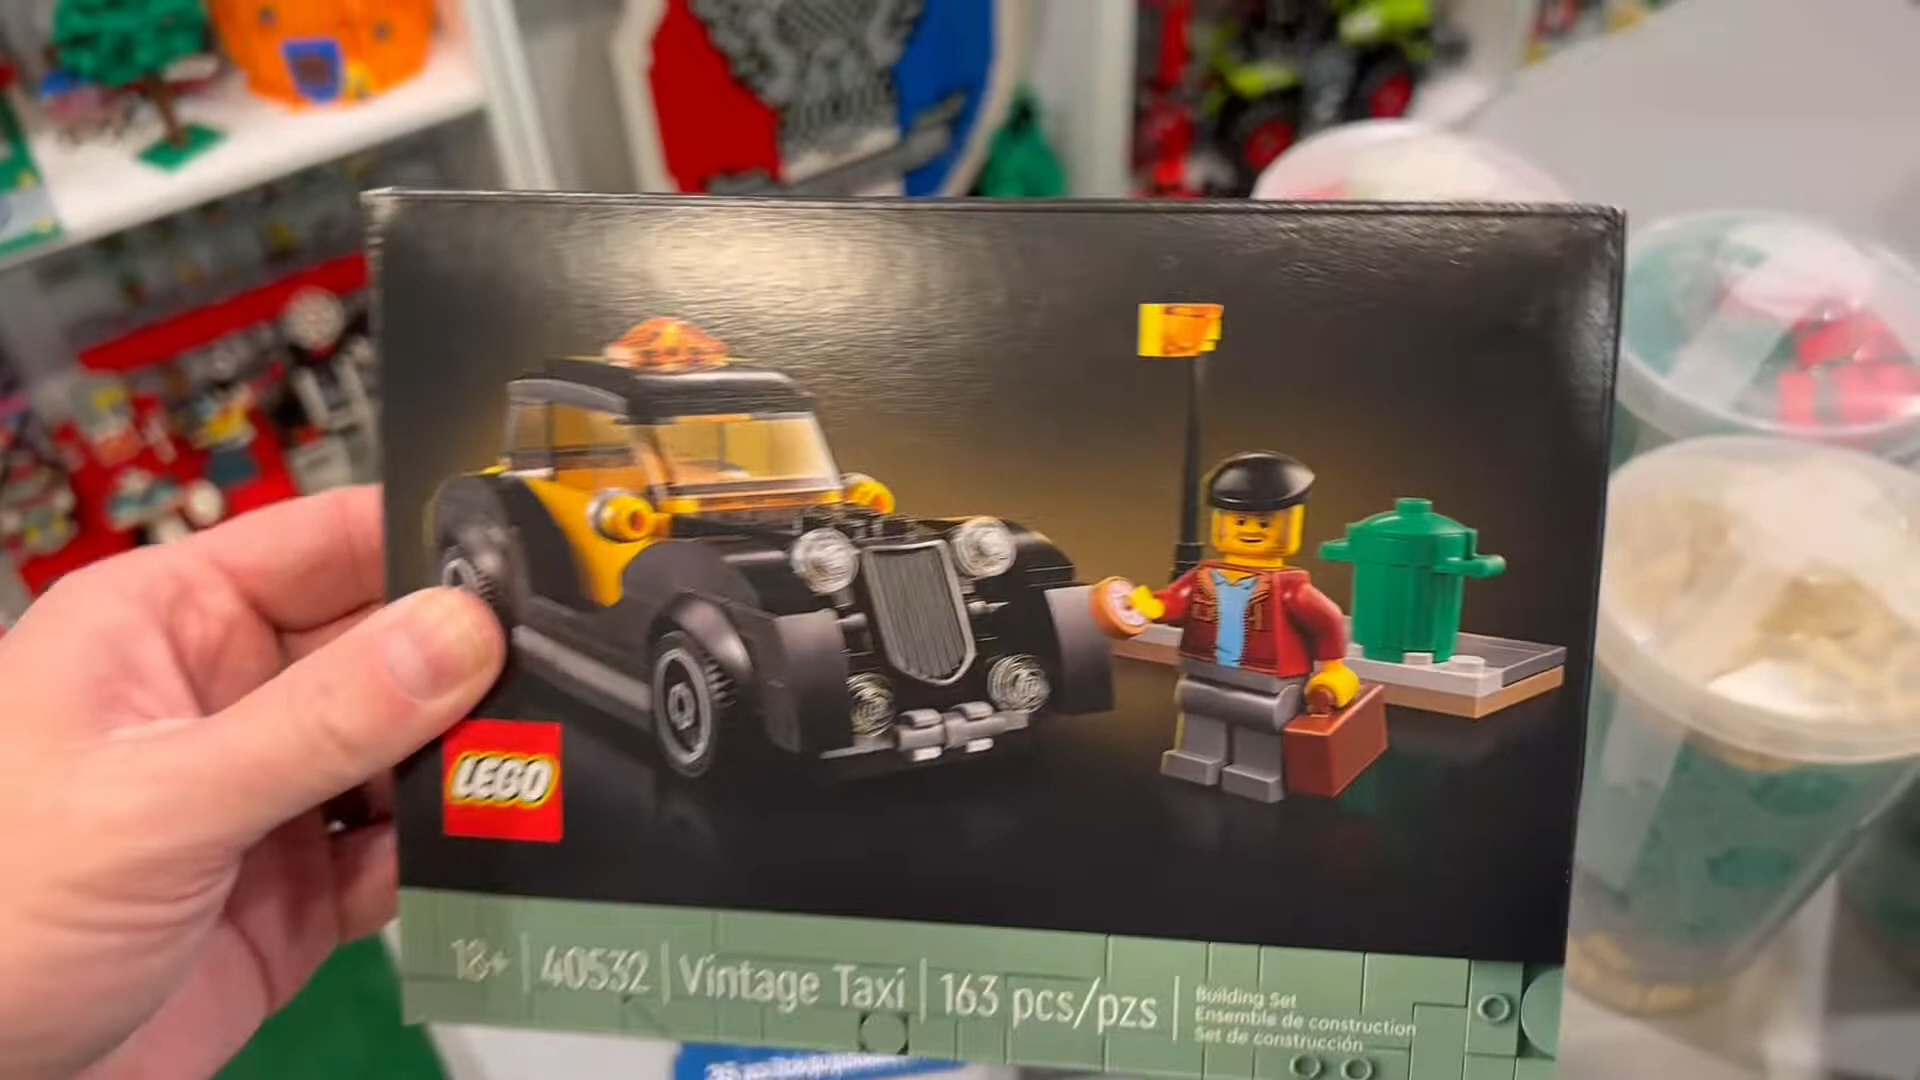 LEGO
18+ | 40532 | Vintage Taxi | 163 pcs/pzs
Building Set
Ensemble de construction
Set de construcción